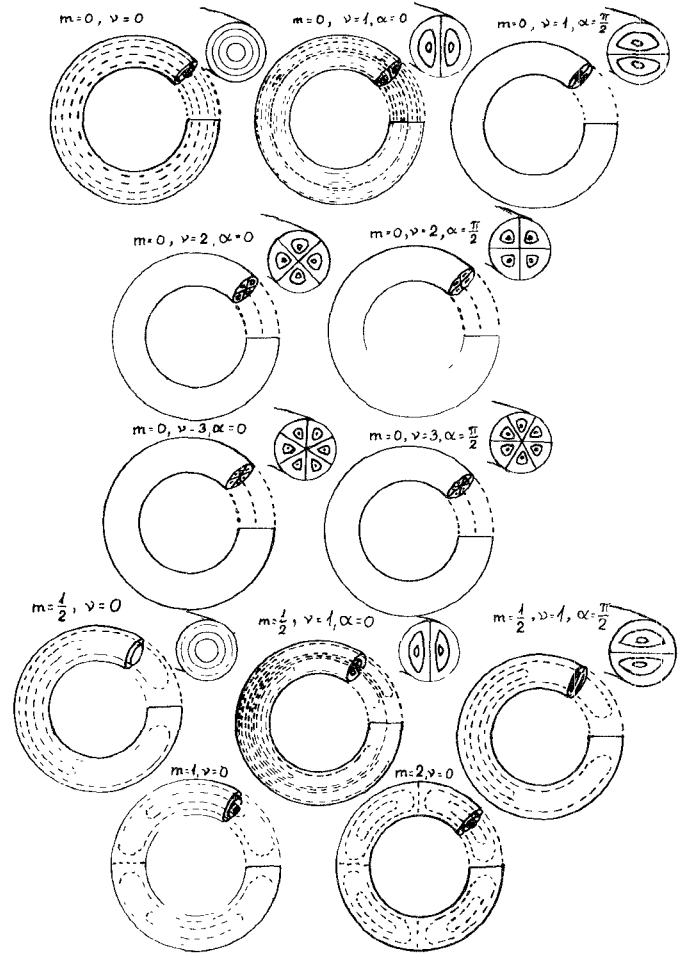 m=0, ν=0
m=0, ν=1, α=0
m=0, ν=1, α=π/2
m=0, ν=2, α=0
m=0, ν=2, α=π/2
m=0, ν-3, α=0
m=0, ν=3, α=π/2
m=1/2, ν=0
m=1/2, ν=1, α=0
m=1/2, ν=1, α=π/2
m=1, ν=0
m=2, ν=0